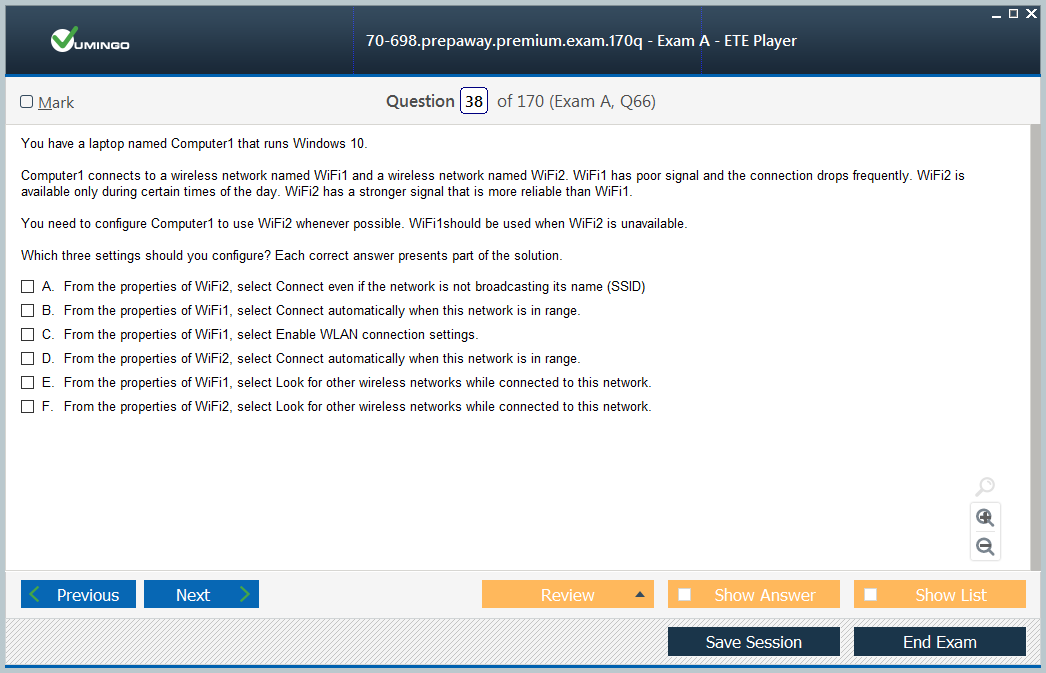 VUMINGO
70-698.prepaway.premium.exam.170q - Exam A - ETE Player
Mark
Question 38 of 170 (Exam A, Q66)
You have a laptop named Computer1 that runs Windows 10.
Computer1 connects to a wireless network named WiFi1 and a wireless network named WiFi2. WiFi1 has poor signal and the connection drops frequently. WiFi2 is
available only during certain times of the day. WiFi2 has a stronger signal that is more reliable than WiFi1.
You need to configure Computer1 to use WiFi2 whenever possible. WiFi1should be used when WiFi2 is unavailable.
Which three settings should you configure? Each correct answer presents part of the solution.
A. From the properties of WiFi2, select Connect even if the network is not broadcasting its name (SSID)
B. From the properties of WiFi1, select Connect automatically when this network is in range.
C. From the properties of WiFi1, select Enable WLAN connection settings.
D. From the properties of WiFi2, select Connect automatically when this network is in range.
E. From the properties of WiFi1, select Look for other wireless networks while connected to this network.
F. From the properties of WiFi2, select Look for other wireless networks while connected to this network.
Previous Next Review Show Answer Show List
Save Session End Exam